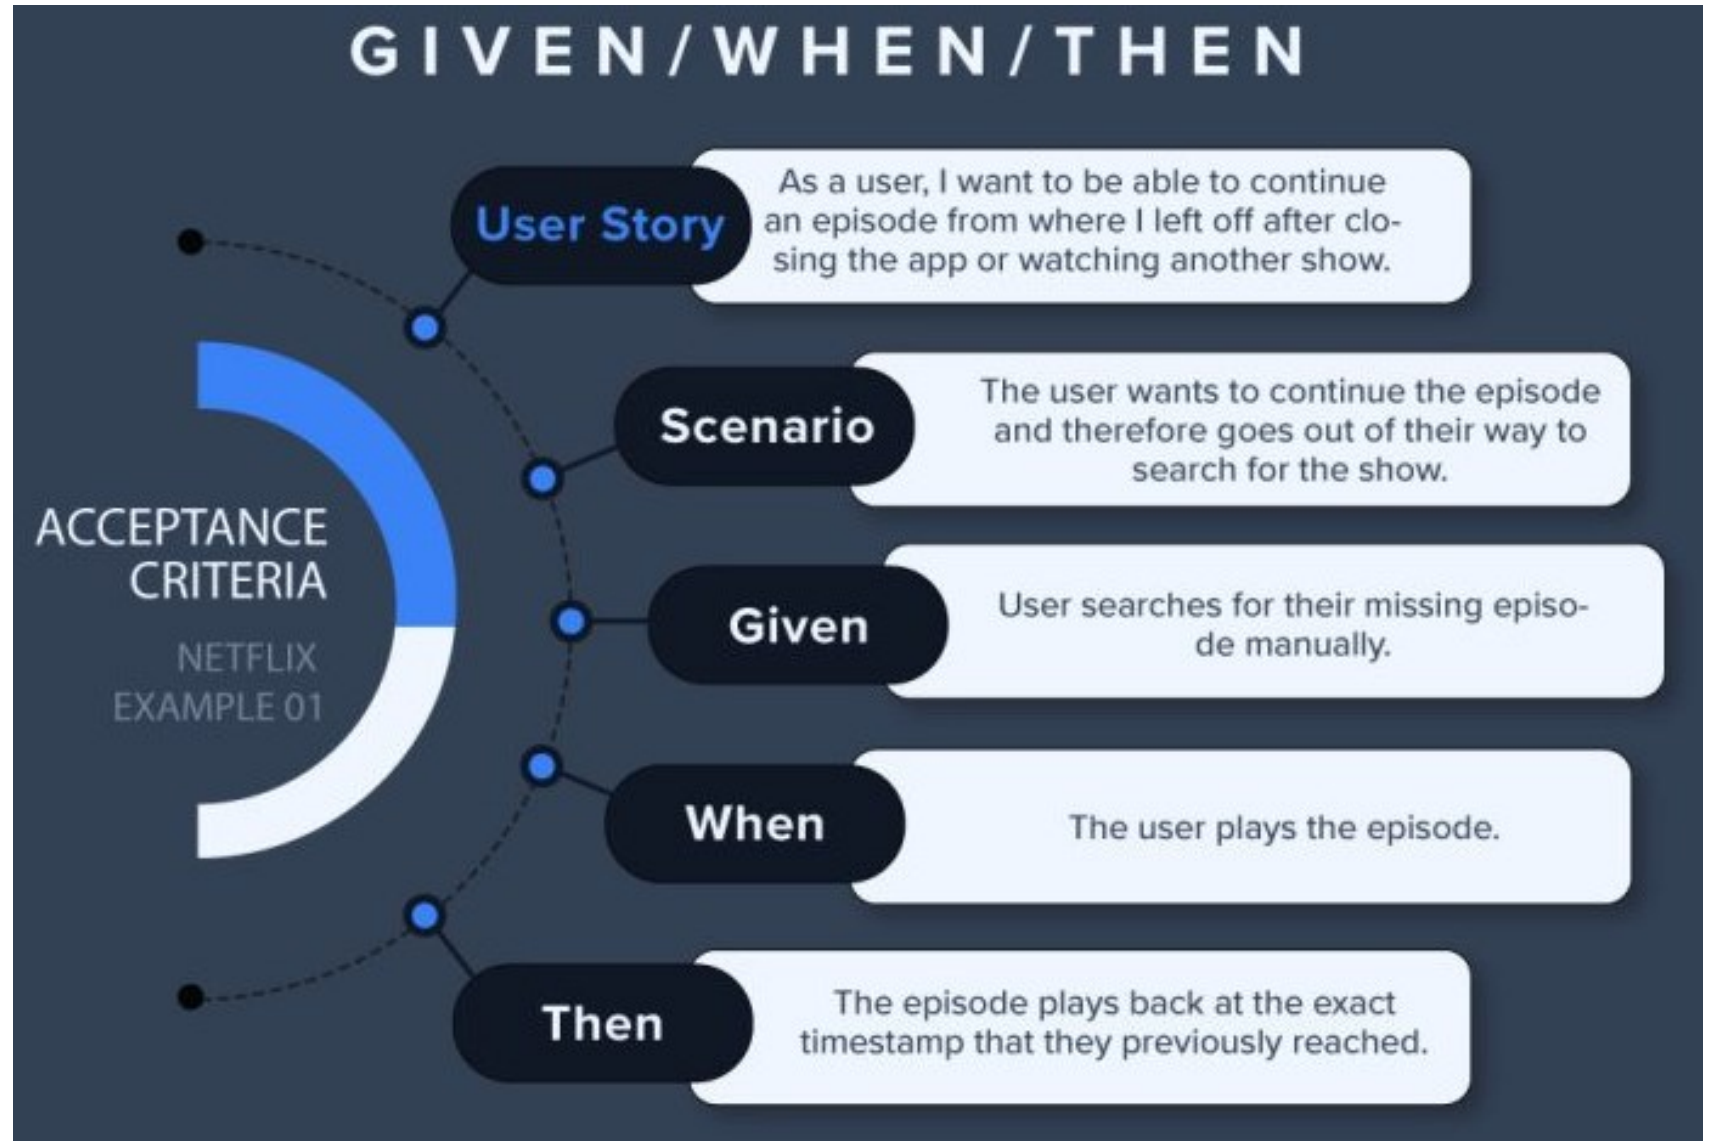 GIVEN/WHEN/THEN
User Story
As a user, I want to be able to continue
an episode from where I left off after clo-
sing the app or watching another show.
Scenario
The user wants to continue the episode
and therefore goes out of their way to
search for the show.
ACCEPTANCE
CRITERIA
NETFLIX
EXAMPLE 01
Given
User searches for their missing episo-
de manually.
When
The user plays the episode.
Then
The episode plays back at the exact
timestamp that they previously reached.